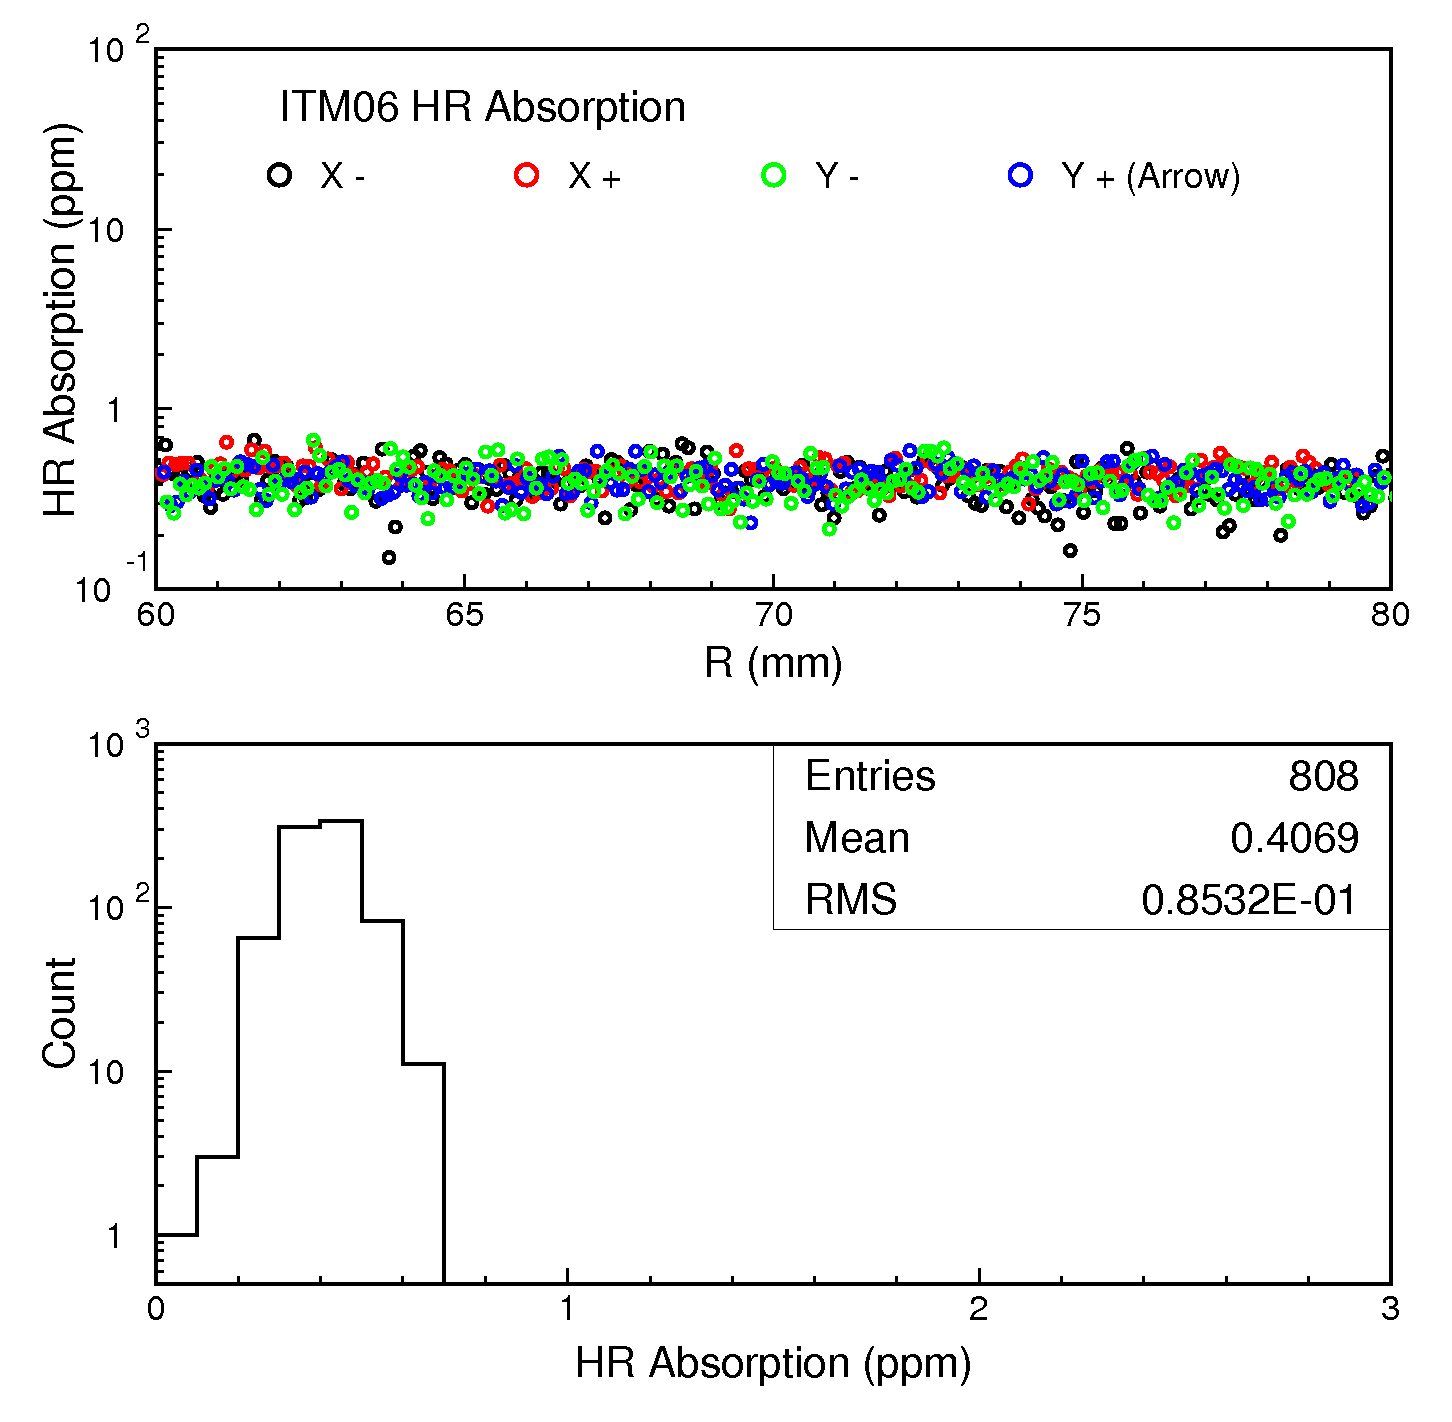 10 2
ITM06 HR Absorption
X - X + Y - Y + (Arrow)
10
1
10 -1
HR Absorption (ppm)
60 65 70 75 80
R (mm)
10 3
Entries 808
Mean 0.4069
RMS 0.8532E-01
10 2
10
1
Count
0 1 2 3
HR Absorption (ppm)